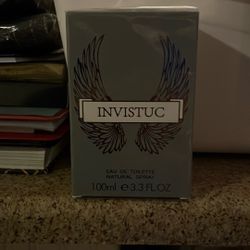 INVISTUC
EAU DE TOILETTE
NATURAL SPRAY
100ml e 3.3 FL.OZ